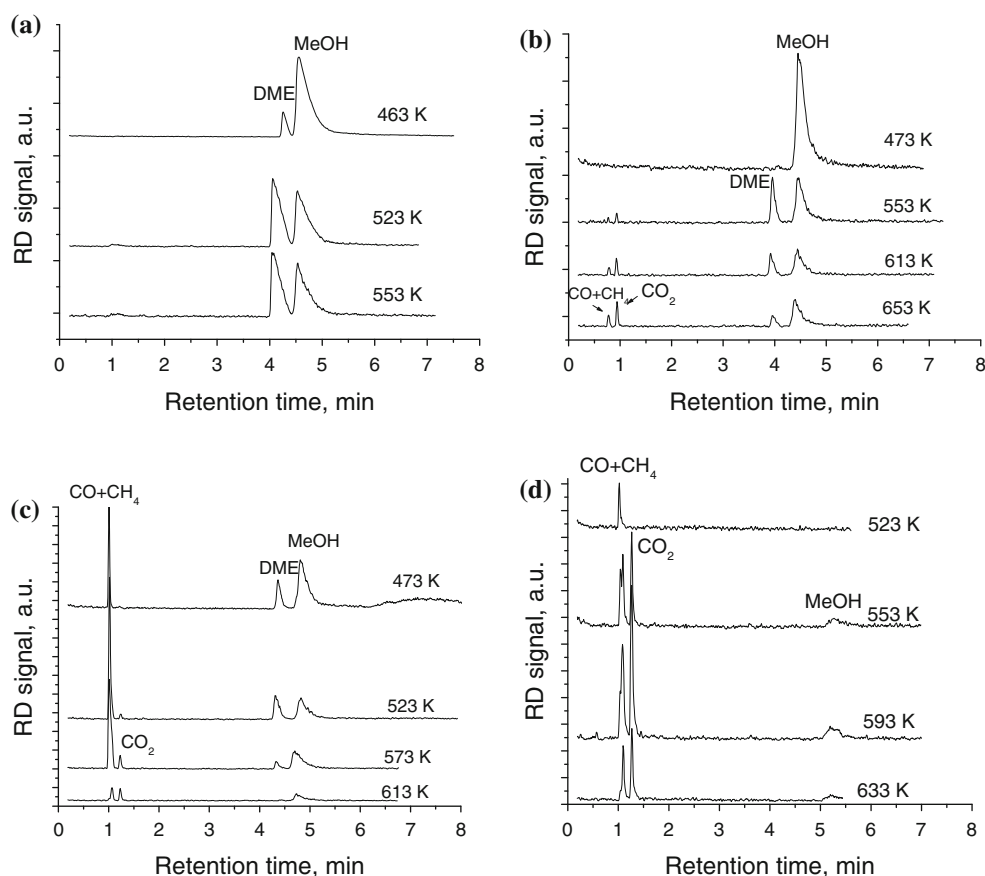 (a)
MeOH
DME
463 K
523 K
553 K
RD signal, a.u.
0 1 2 3 4 5 6 7
Retention time, min
(b)
MeOH
473 K
DME
553 K
613 K
CO+CH4 CO2
653 K
RD signal, a.u.
0 1 2 3 4 5 6 7 8
Retention time, min
(c)
CO+CH4
MeOH
DME
473 K
523 K
CO2
573 K
613 K
RD signal, a.u.
0 1 2 3 4 5 6 7 8
Retention time, min
(d)
CO+CH4
523 K
CO2
MeOH
553 K
593 K
633 K
RD signal, a.u.
0 1 2 3 4 5 6 7 8
Retention time, min